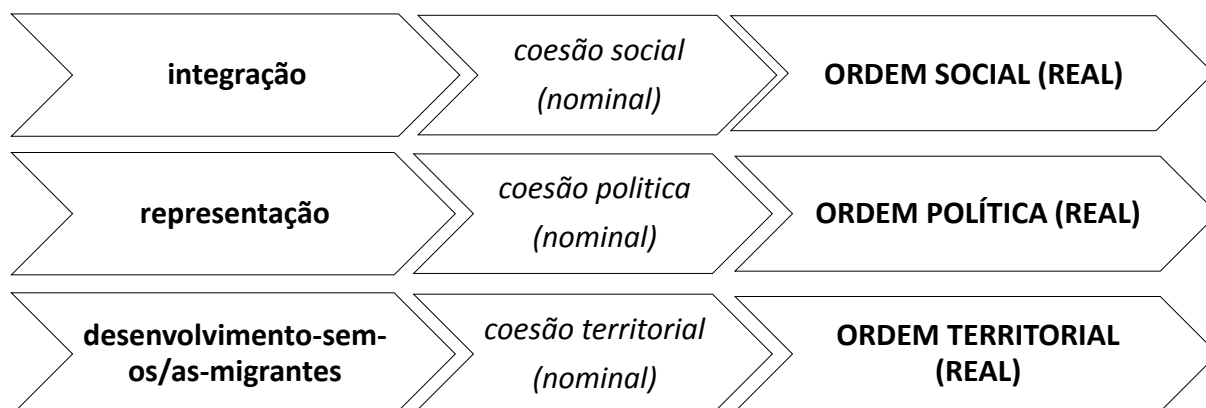 integração
coesão social
(nominal)
ORDEM SOCIAL (REAL)
representação
coesão politica
(nominal)
ORDEM POLÍTICA (REAL)
desenvolvimento-sem-
os/as-migrantes
coesão territorial
(nominal)
ORDEM TERRITORIAL
(REAL)